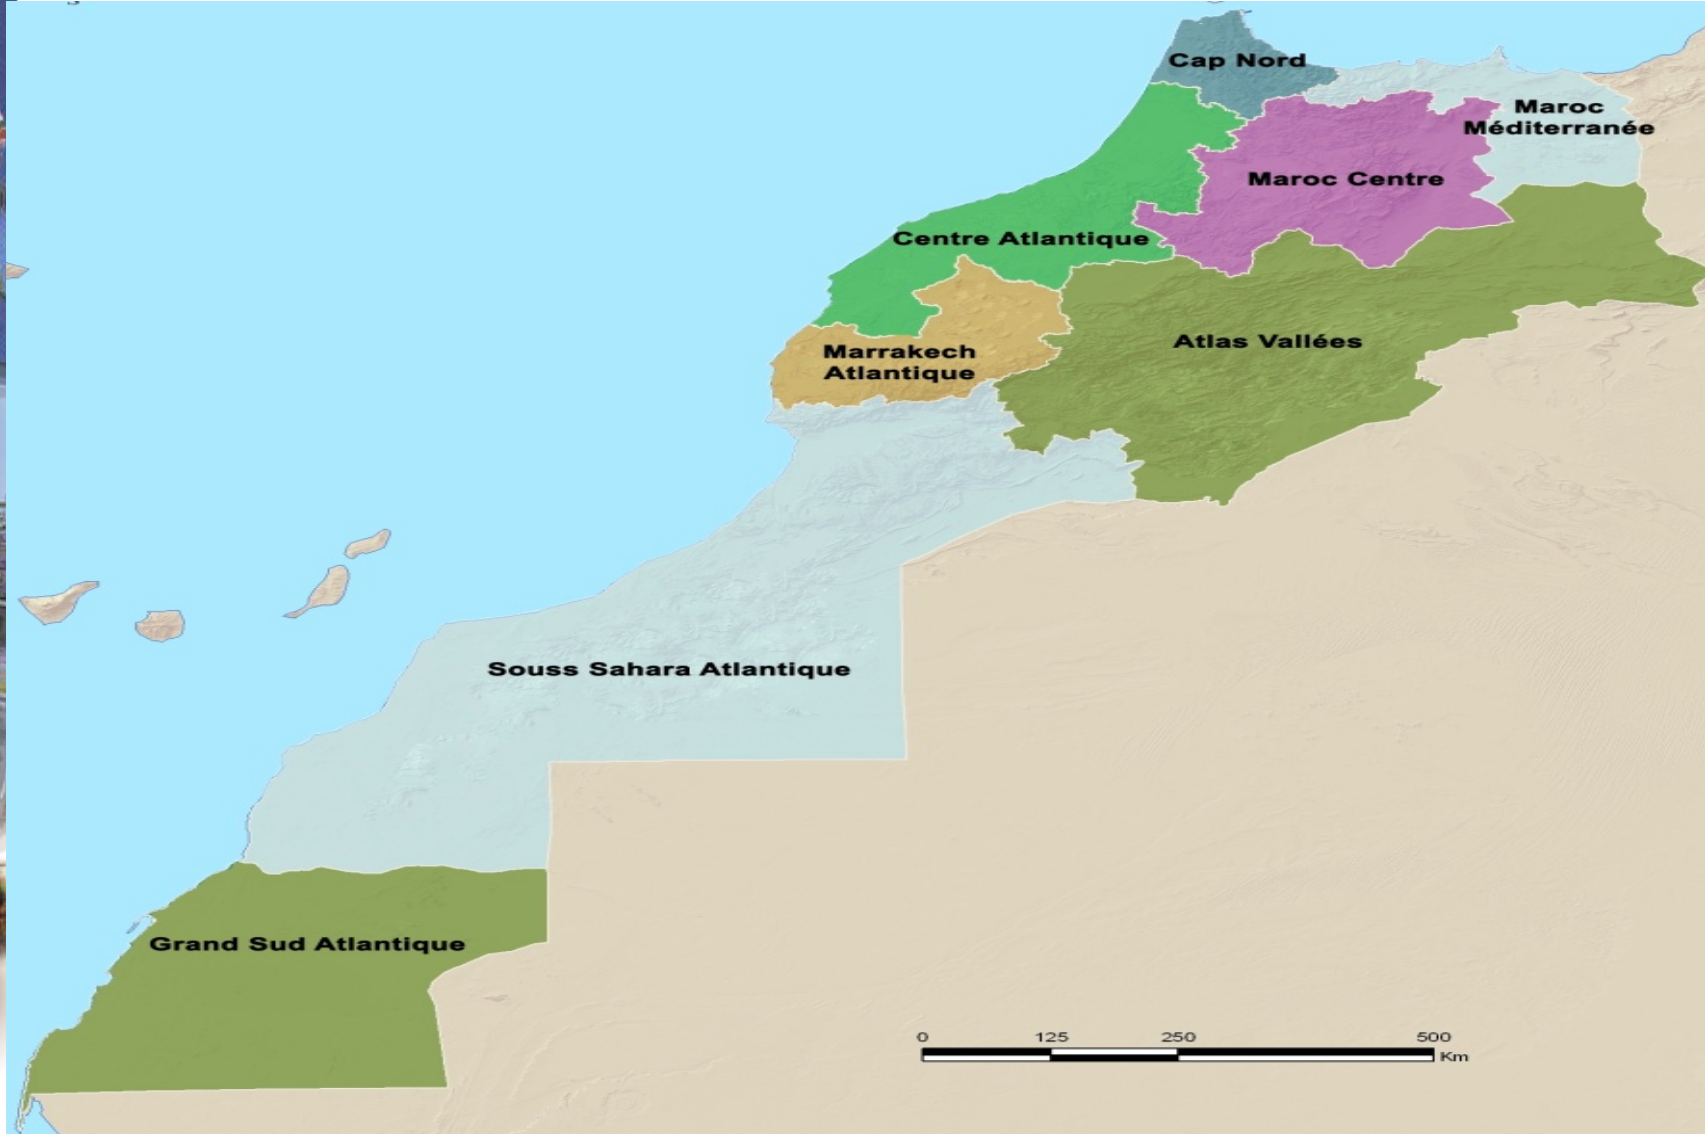 Cap Nord
Maroc
Méditerranée
Maroc Centre
Centre Atlantique
Atlas Vallées
Marrakech
Atlantique
Souss Sahara Atlantique
Grand Sud Atlantique
0 125 250 500
Km